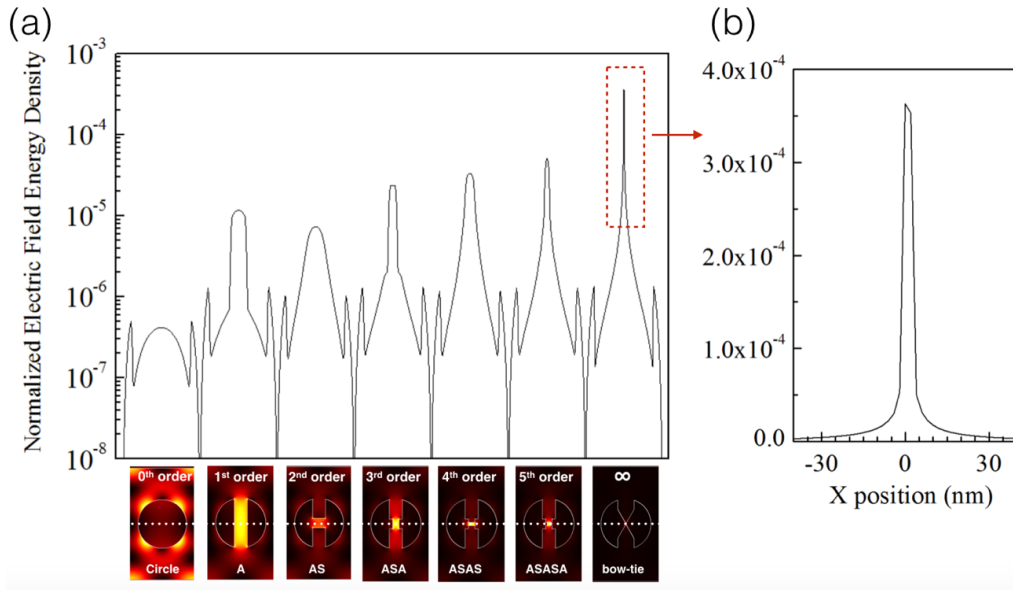 (a)
(b)
Normalized Electric Field Energy Density
10⁻³
10⁻⁴
10⁻⁵
10⁻⁶
10⁻⁷
10⁻⁸
0th order
1st order
2nd order
3rd order
4th order
5th order
∞
Circle
A
AS
ASA
ASAS
ASASA
bow-tie
4.0x10⁻⁴
3.0x10⁻⁴
2.0x10⁻⁴
1.0x10⁻⁴
0.0
-30
0
30
X position (nm)